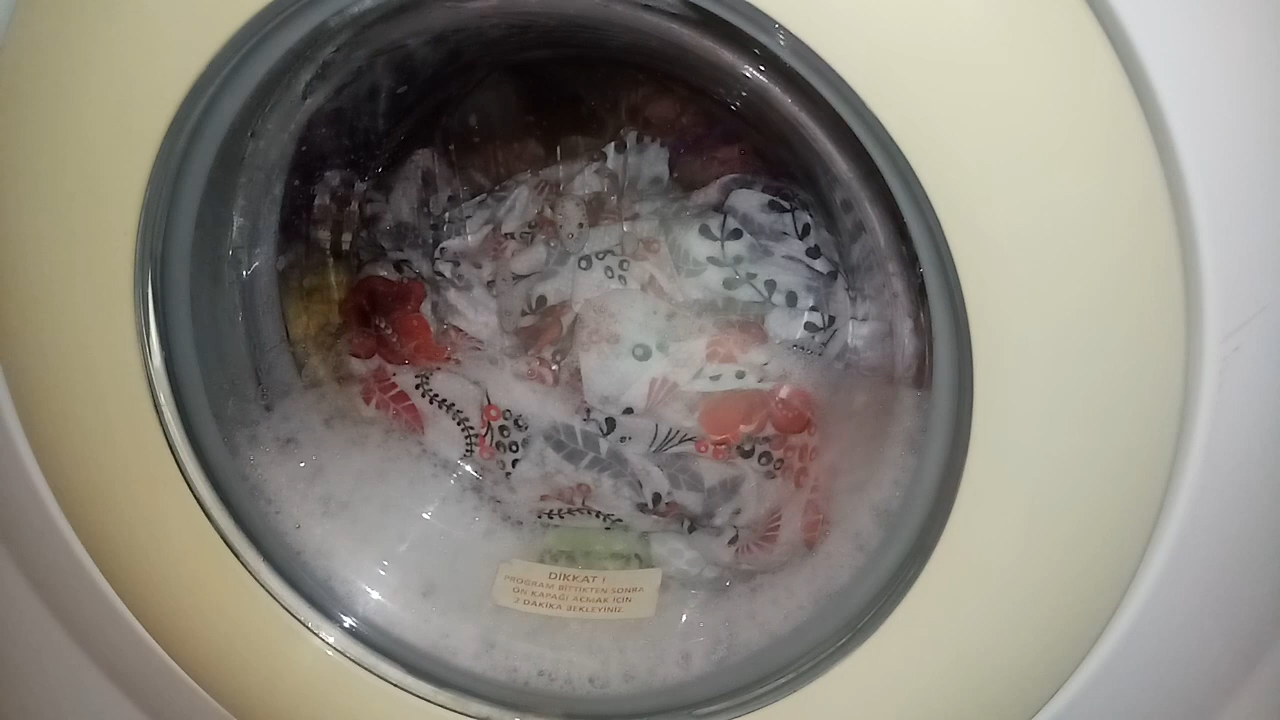 DİKKAT !
PROGRAM BİTTİKTEN SONRA
ÖN KAPAĞI AÇMAK İÇİN
2 DAKİKA BEKLEYİNİZ.